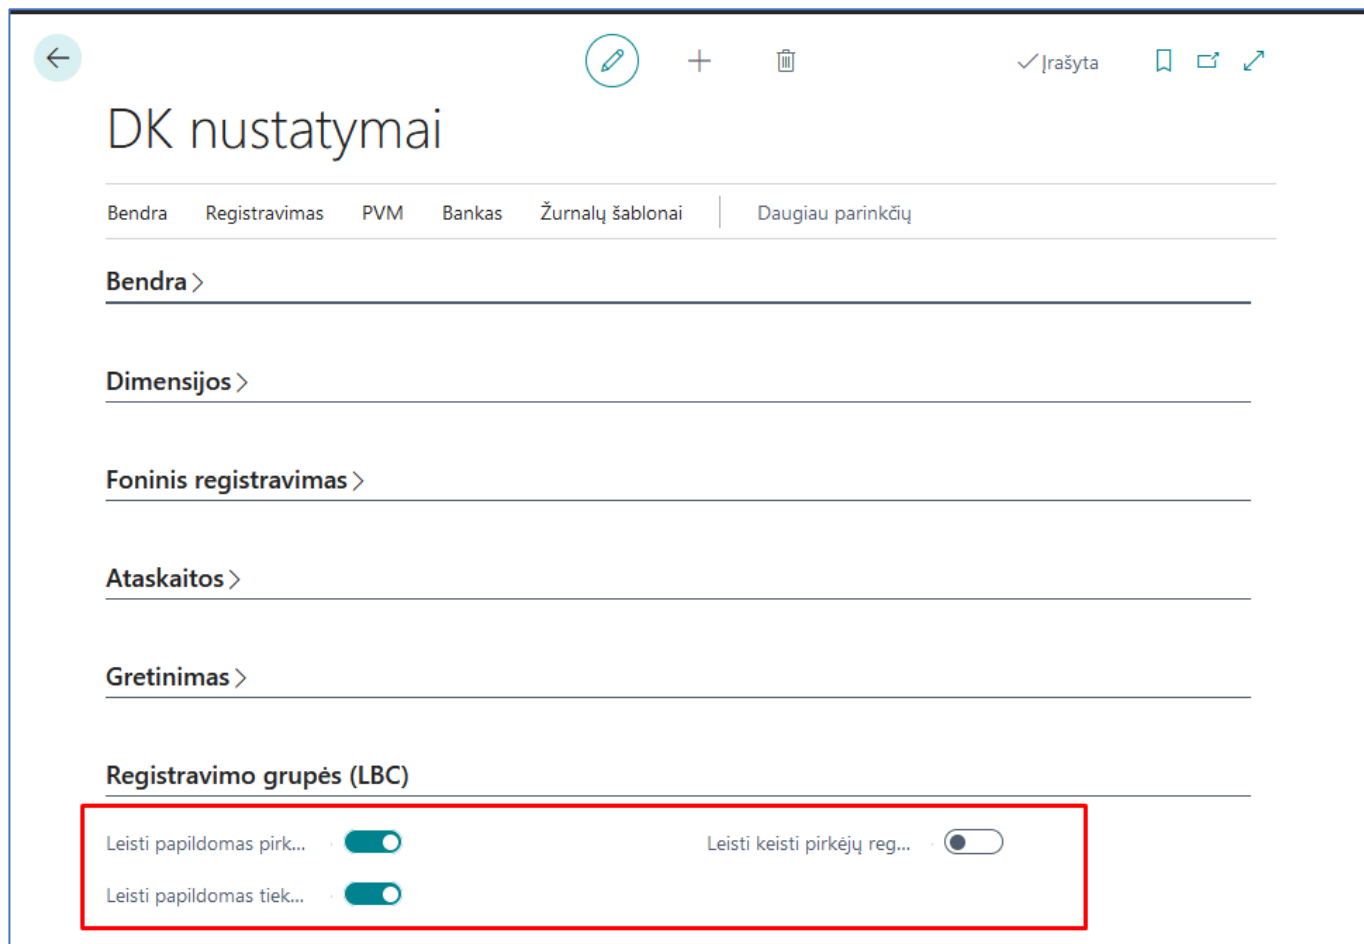 Įrašyta
DK nustatymai
Bendra Registravimas PVM Bankas Žurnalų šablonai Daugiau parinkčių
Bendra
Dimensijos
Foninis registravimas
Ataskaitos
Gretinimas
Registravimo grupės (LBC)
Leisti papildomas pirk... Leisti keisti pirkėjų reg...
Leisti papildomas tiek...